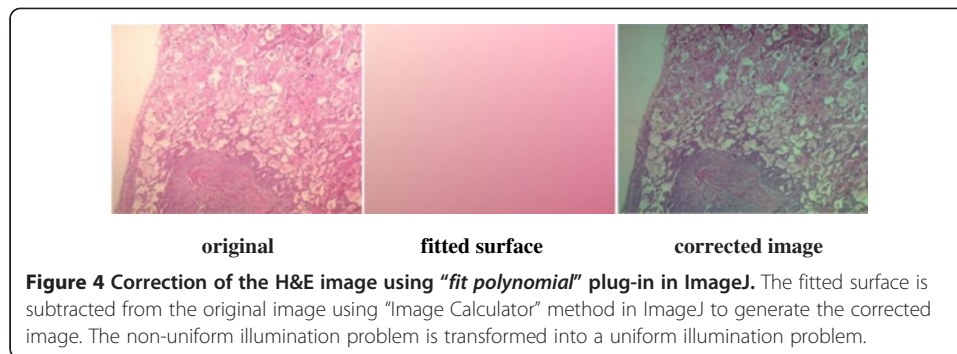 original fitted surface corrected image
Figure 4 Correction of the H&E image using “fit polynomial” plug-in in ImageJ. The fitted surface is
subtracted from the original image using “Image Calculator” method in ImageJ to generate the corrected
image. The non-uniform illumination problem is transformed into a uniform illumination problem.